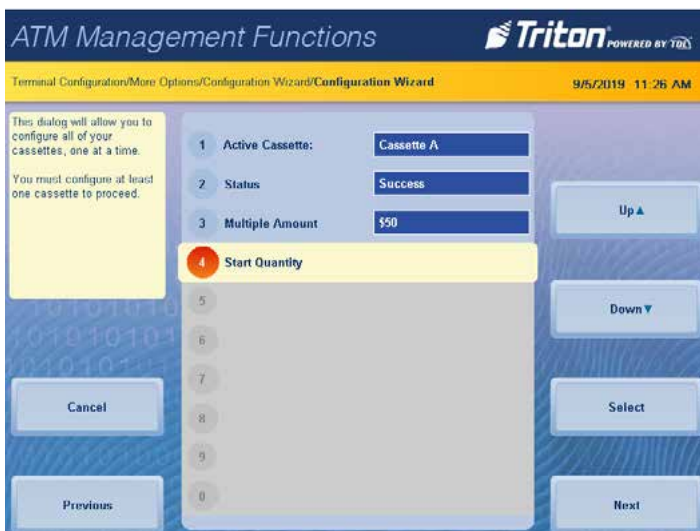 ATM Management Functions
Triton POWERED BY TDL
Terminal Configuration/More Options/Configuration Wizard/Configuration Wizard
9/5/2019 11:26 AM
This dialog will allow you to
configure all of your
cassettes, one at a time.
You must configure at least
one cassette to proceed.
1 Active Cassette: Cassette A
2 Status Success
3 Multiple Amount $50
4 Start Quantity
5
6
7
8
9
0
Cancel
Previous
Up ▲
Down ▼
Select
Next